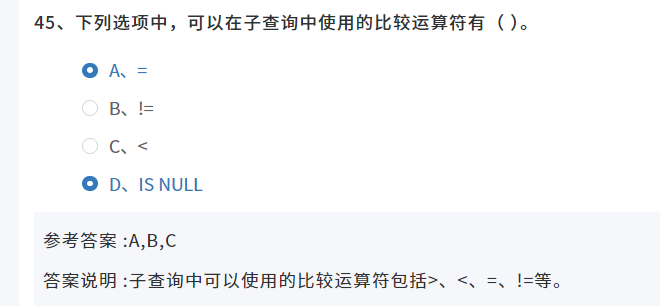 45、下列选项中，可以在子查询中使用的比较运算符有（ ）。
A、=
B、!=
C、<
D、IS NULL
参考答案 :A,B,C
答案说明 :子查询中可以使用的比较运算符包括>、<、=、!=等。